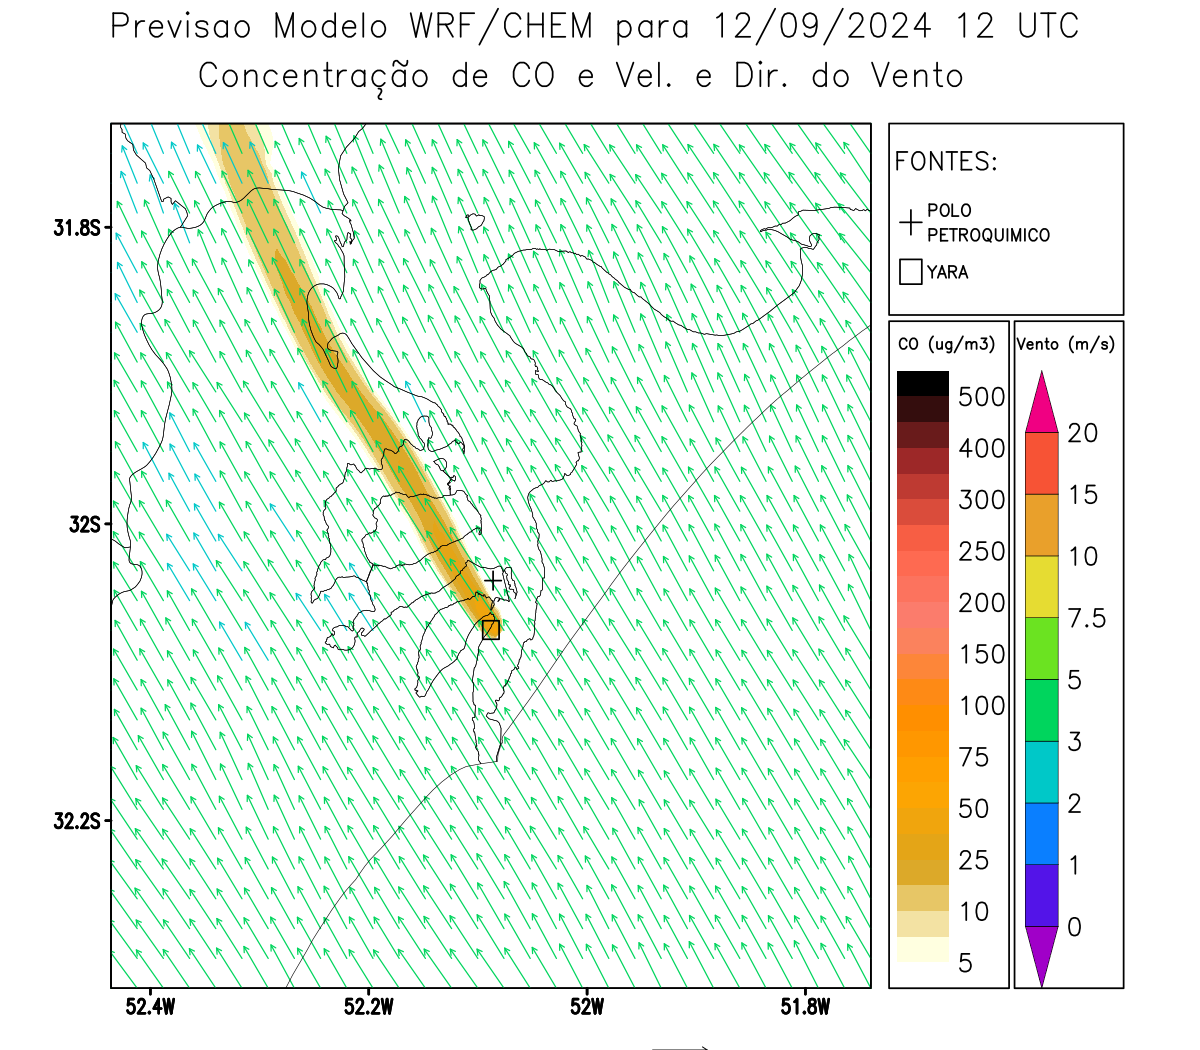 Previsao Modelo WRF/CHEM para 12/09/2024 12 UTC
Concentração de CO e Vel. e Dir. do Vento
FONTES:
POLO
PETROQUIMICO
YARA
31.8S
32S
32.2S
52.4W
52.2W
52W
51.8W
CO (ug/m3)
500
400
300
250
200
150
100
75
50
25
10
5
Vento (m/s)
20
15
10
7.5
5
3
2
1
0